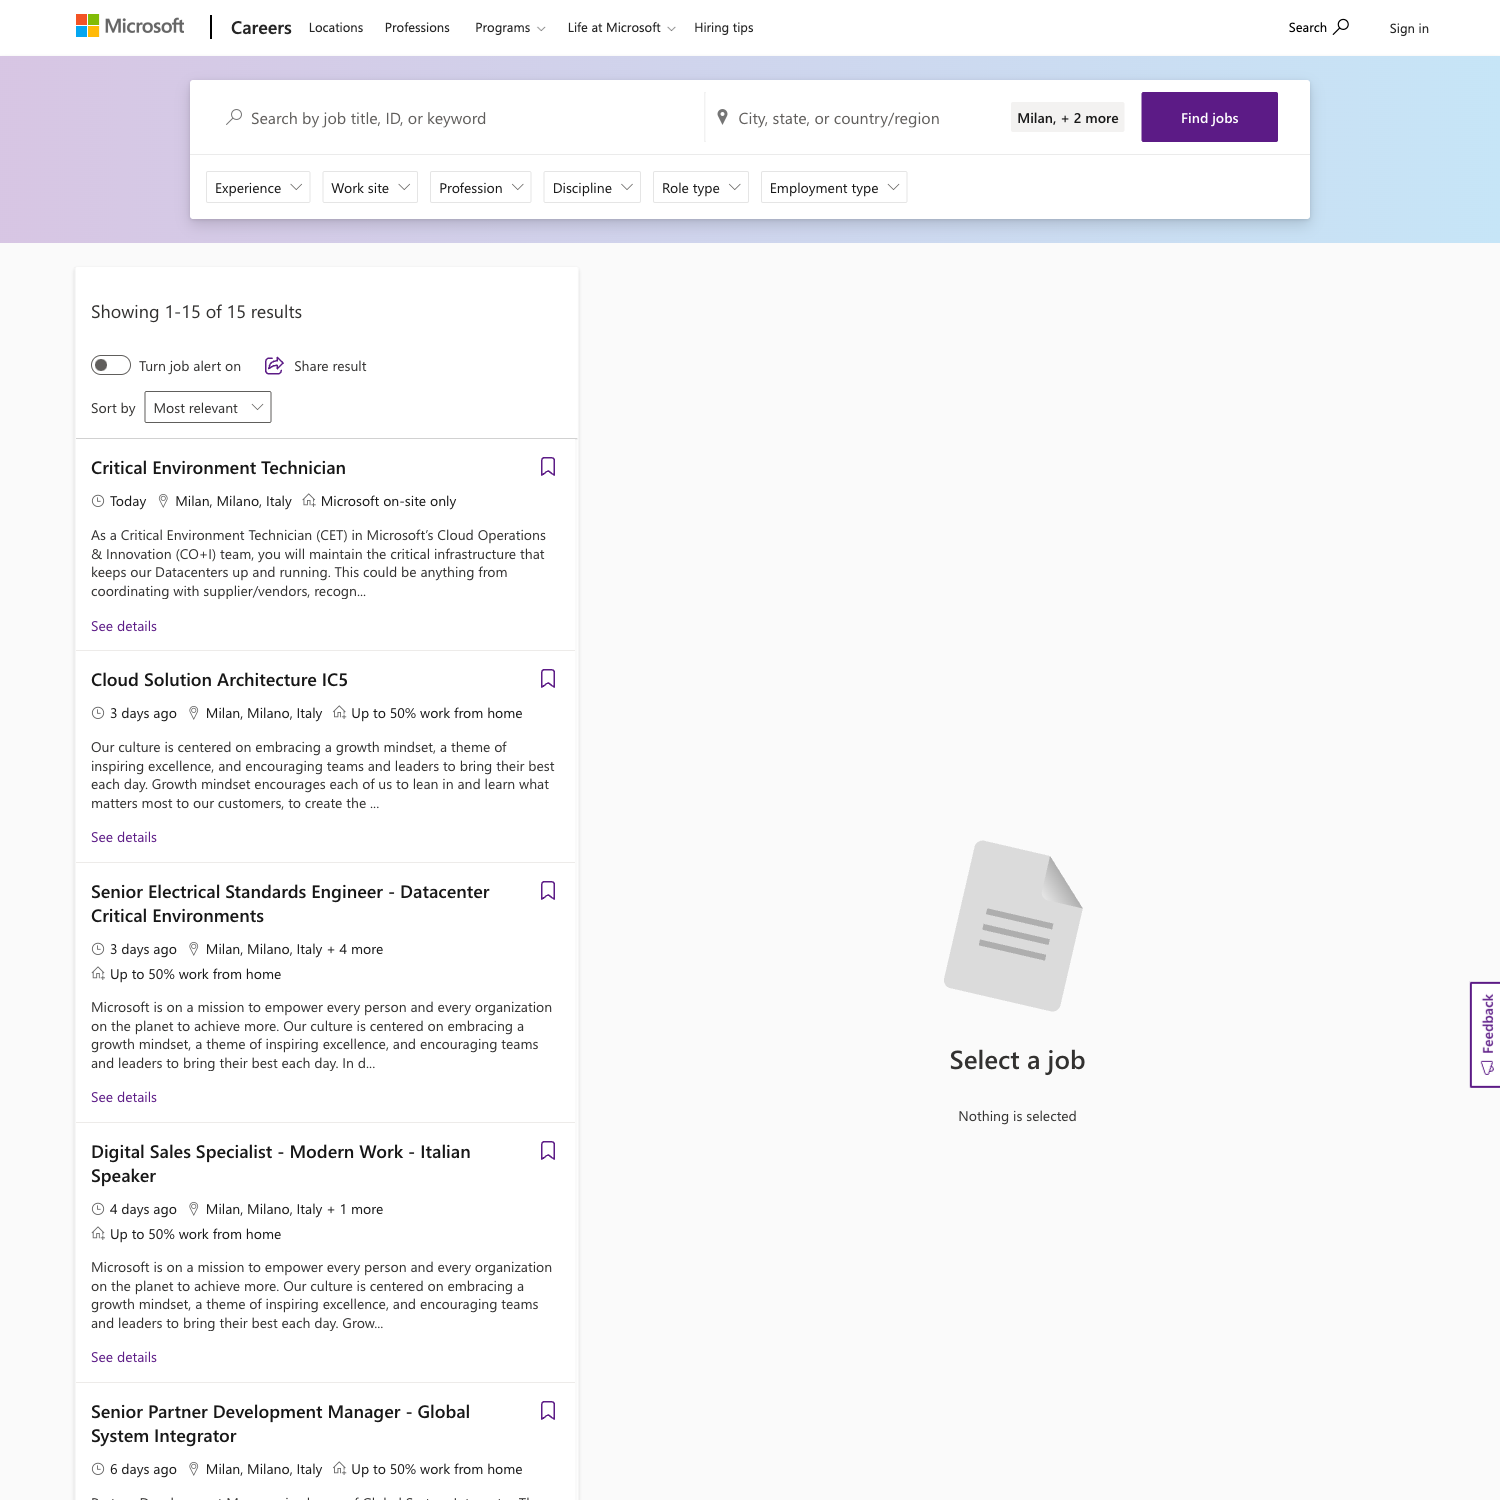 Microsoft
Careers
Locations
Professions
Programs
Life at Microsoft
Hiring tips
Search
Sign in
Search by job title, ID, or keyword
City, state, or country/region
Milan, + 2 more
Find jobs
Experience
Work site
Profession
Discipline
Role type
Employment type
Showing 1-15 of 15 results
Turn job alert on
Share result
Sort by
Most relevant
Critical Environment Technician
Today
Milan, Milano, Italy
Microsoft on-site only
As a Critical Environment Technician (CET) in Microsoft's Cloud Operations
& Innovation (CO+I) team, you will maintain the critical infrastructure that
keeps our Datacenters up and running. This could be anything from
coordinating with supplier/vendors, recogn...
See details
Cloud Solution Architecture IC5
3 days ago
Milan, Milano, Italy
Up to 50% work from home
Our culture is centered on embracing a growth mindset, a theme of
inspiring excellence, and encouraging teams and leaders to bring their best
each day. Growth mindset encourages each of us to lean in and learn what
matters most to our customers, to create the ...
See details
Senior Electrical Standards Engineer - Datacenter
Critical Environments
3 days ago
Milan, Milano, Italy + 4 more
Up to 50% work from home
Microsoft is on a mission to empower every person and every organization
on the planet to achieve more. Our culture is centered on embracing a
growth mindset, a theme of inspiring excellence, and encouraging teams
and leaders to bring their best each day. In d...
See details
Digital Sales Specialist - Modern Work - Italian
Speaker
4 days ago
Milan, Milano, Italy + 1 more
Up to 50% work from home
Microsoft is on a mission to empower every person and every organization
on the planet to achieve more. Our culture is centered on embracing a
growth mindset, a theme of inspiring excellence, and encouraging teams
and leaders to bring their best each day. Grow...
See details
Senior Partner Development Manager - Global
System Integrator
6 days ago
Milan, Milano, Italy
Up to 50% work from home
Select a job
Nothing is selected
Feedback